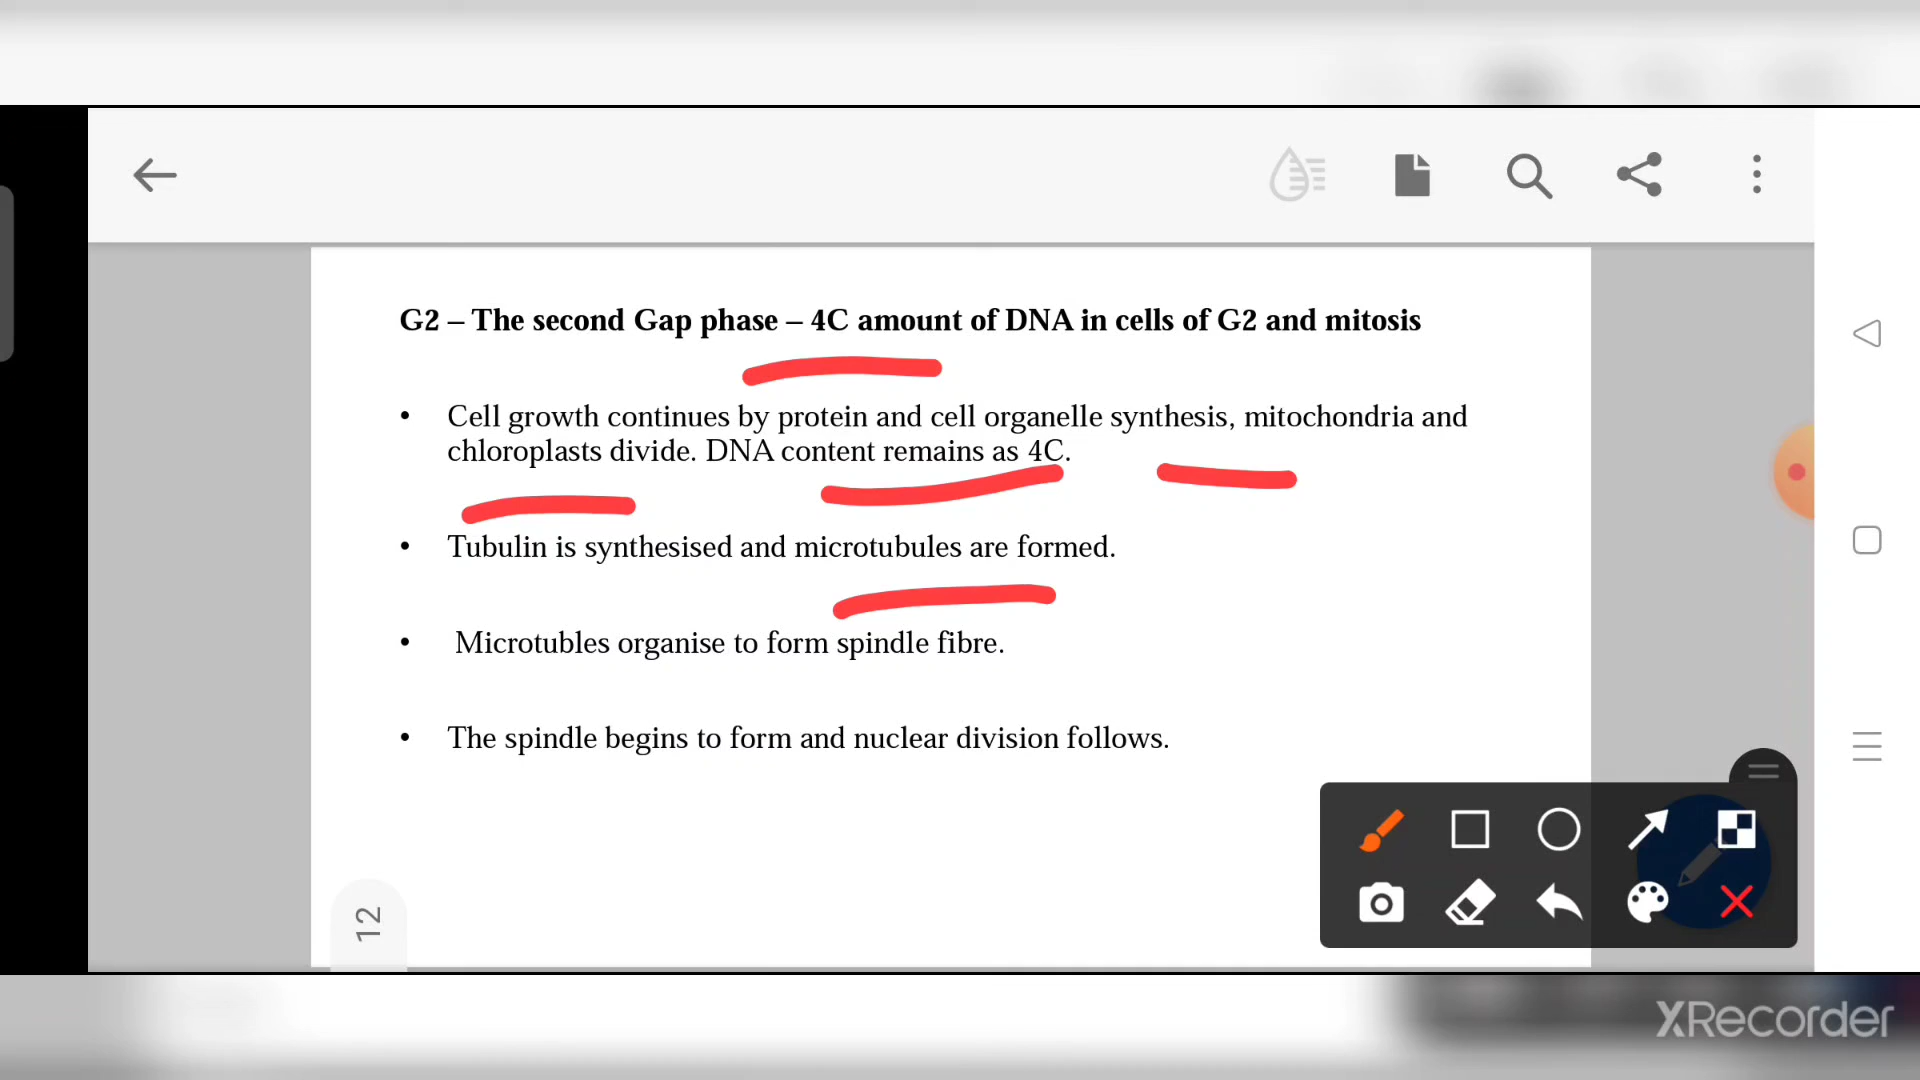 G2 – The second Gap phase – 4C amount of DNA in cells of G2 and mitosis
• Cell growth continues by protein and cell organelle synthesis, mitochondria and
chloroplasts divide. DNA content remains as 4C.
• Tubulin is synthesised and microtubules are formed.
• Microtubles organise to form spindle fibre.
• The spindle begins to form and nuclear division follows.
12
XRecorder